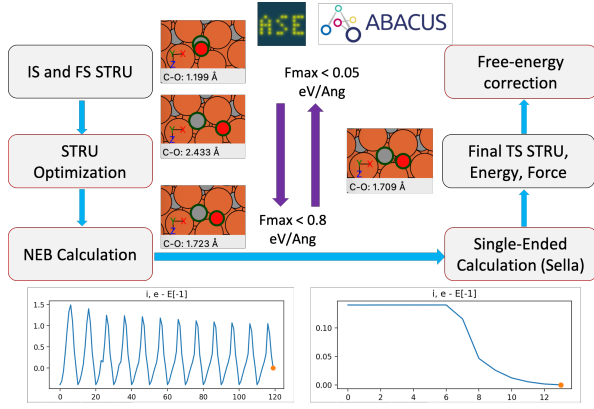 ASE
ABACUS
IS and FS STRU
C-O: 1.199 Å
Fmax < 0.05
eV/Ang
Free-energy
correction
STRU
Optimization
X
Z
C-O: 2.433 Å
X
Z
C-O: 1.709 Å
Final TS STRU,
Energy, Force
NEB Calculation
X
Z
C-O: 1.723 Å
Fmax < 0.8
eV/Ang
Single-Ended
Calculation (Sella)
i, e - E[-1]
1.5
1.0
0.5
0.0
0 20 40 60 80 100 120
i, e - E[-1]
0.10
0.05
0.00
0 2 4 6 8 10 12